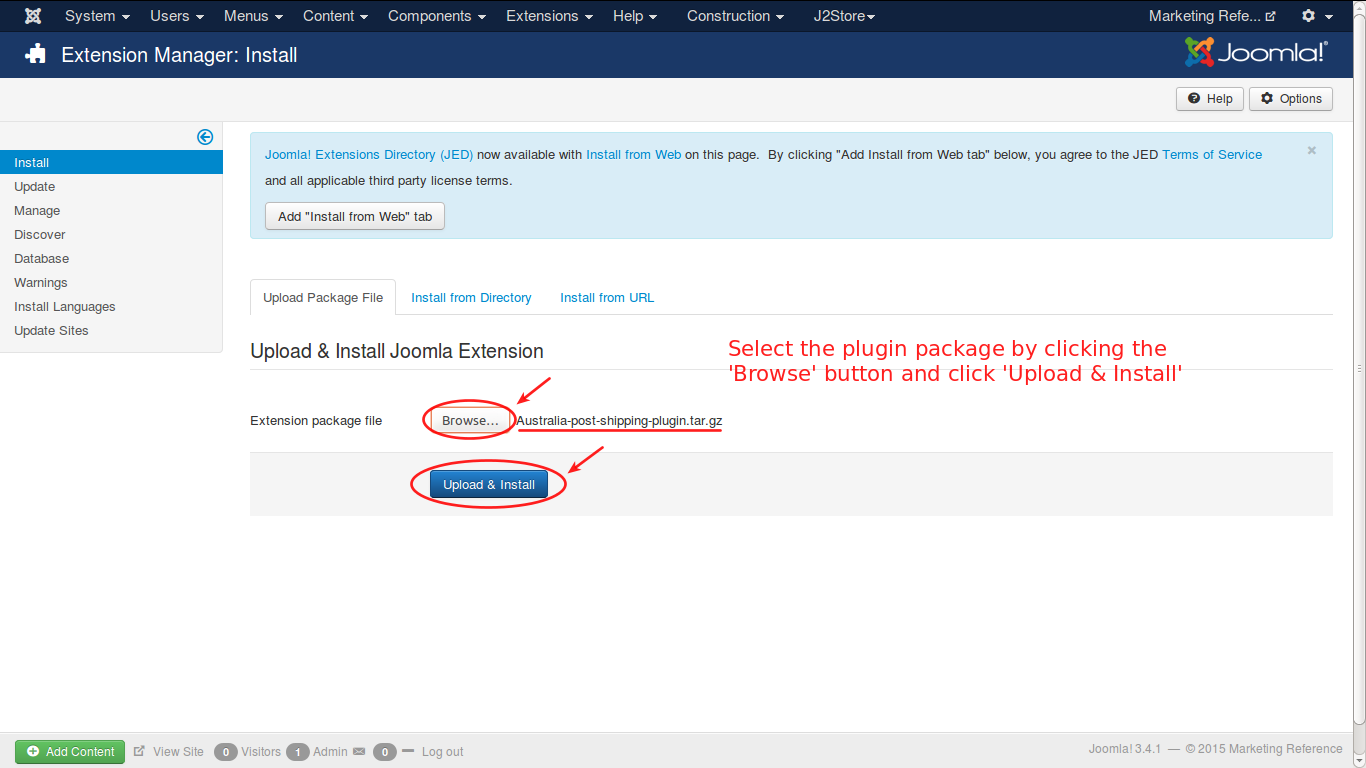 System Users Menus Content Components Extensions Help Construction J2Store Marketing Refe...
Extension Manager: Install
Joomla!®
Help Options
Install
Update
Manage
Discover
Database
Warnings
Install Languages
Update Sites
Joomla! Extensions Directory (JED) now available with Install from Web on this page. By clicking "Add Install from Web tab" below, you agree to the JED Terms of Service
and all applicable third party license terms.
×
Add "Install from Web" tab
Upload Package File Install from Directory Install from URL
Upload & Install Joomla Extension
Select the plugin package by clicking the
'Browse' button and click 'Upload & Install'
Extension package file Browse... Australia-post-shipping-plugin.tar.gz
Upload & Install
Add Content View Site 0 Visitors 1 Admin 0 Log out
Joomla! 3.4.1 — © 2015 Marketing Reference